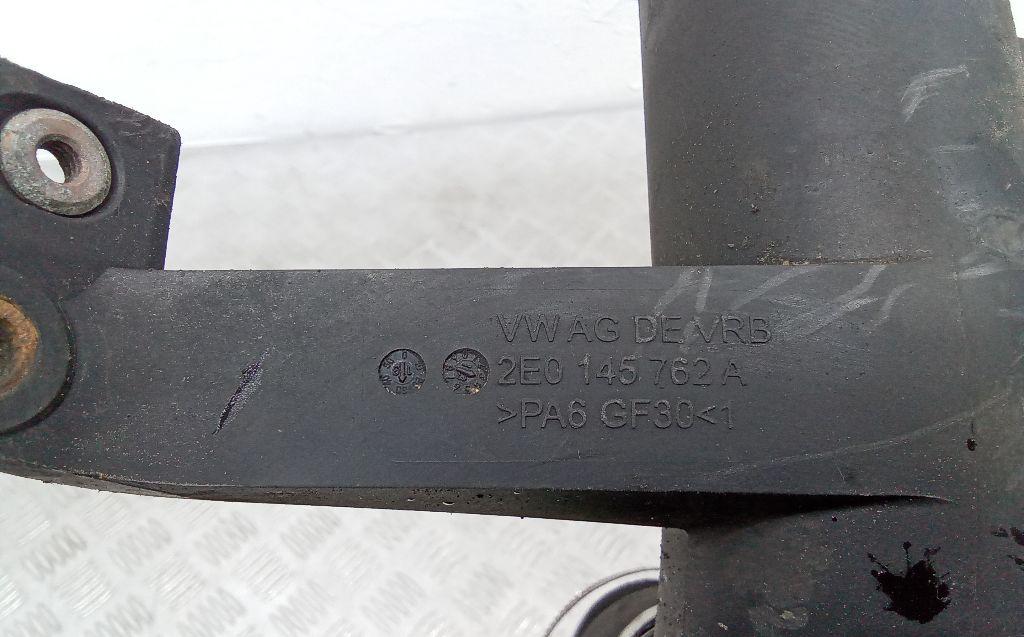 VW AG DE VRB
2E0 145 762 A
>PA6 GF30<1